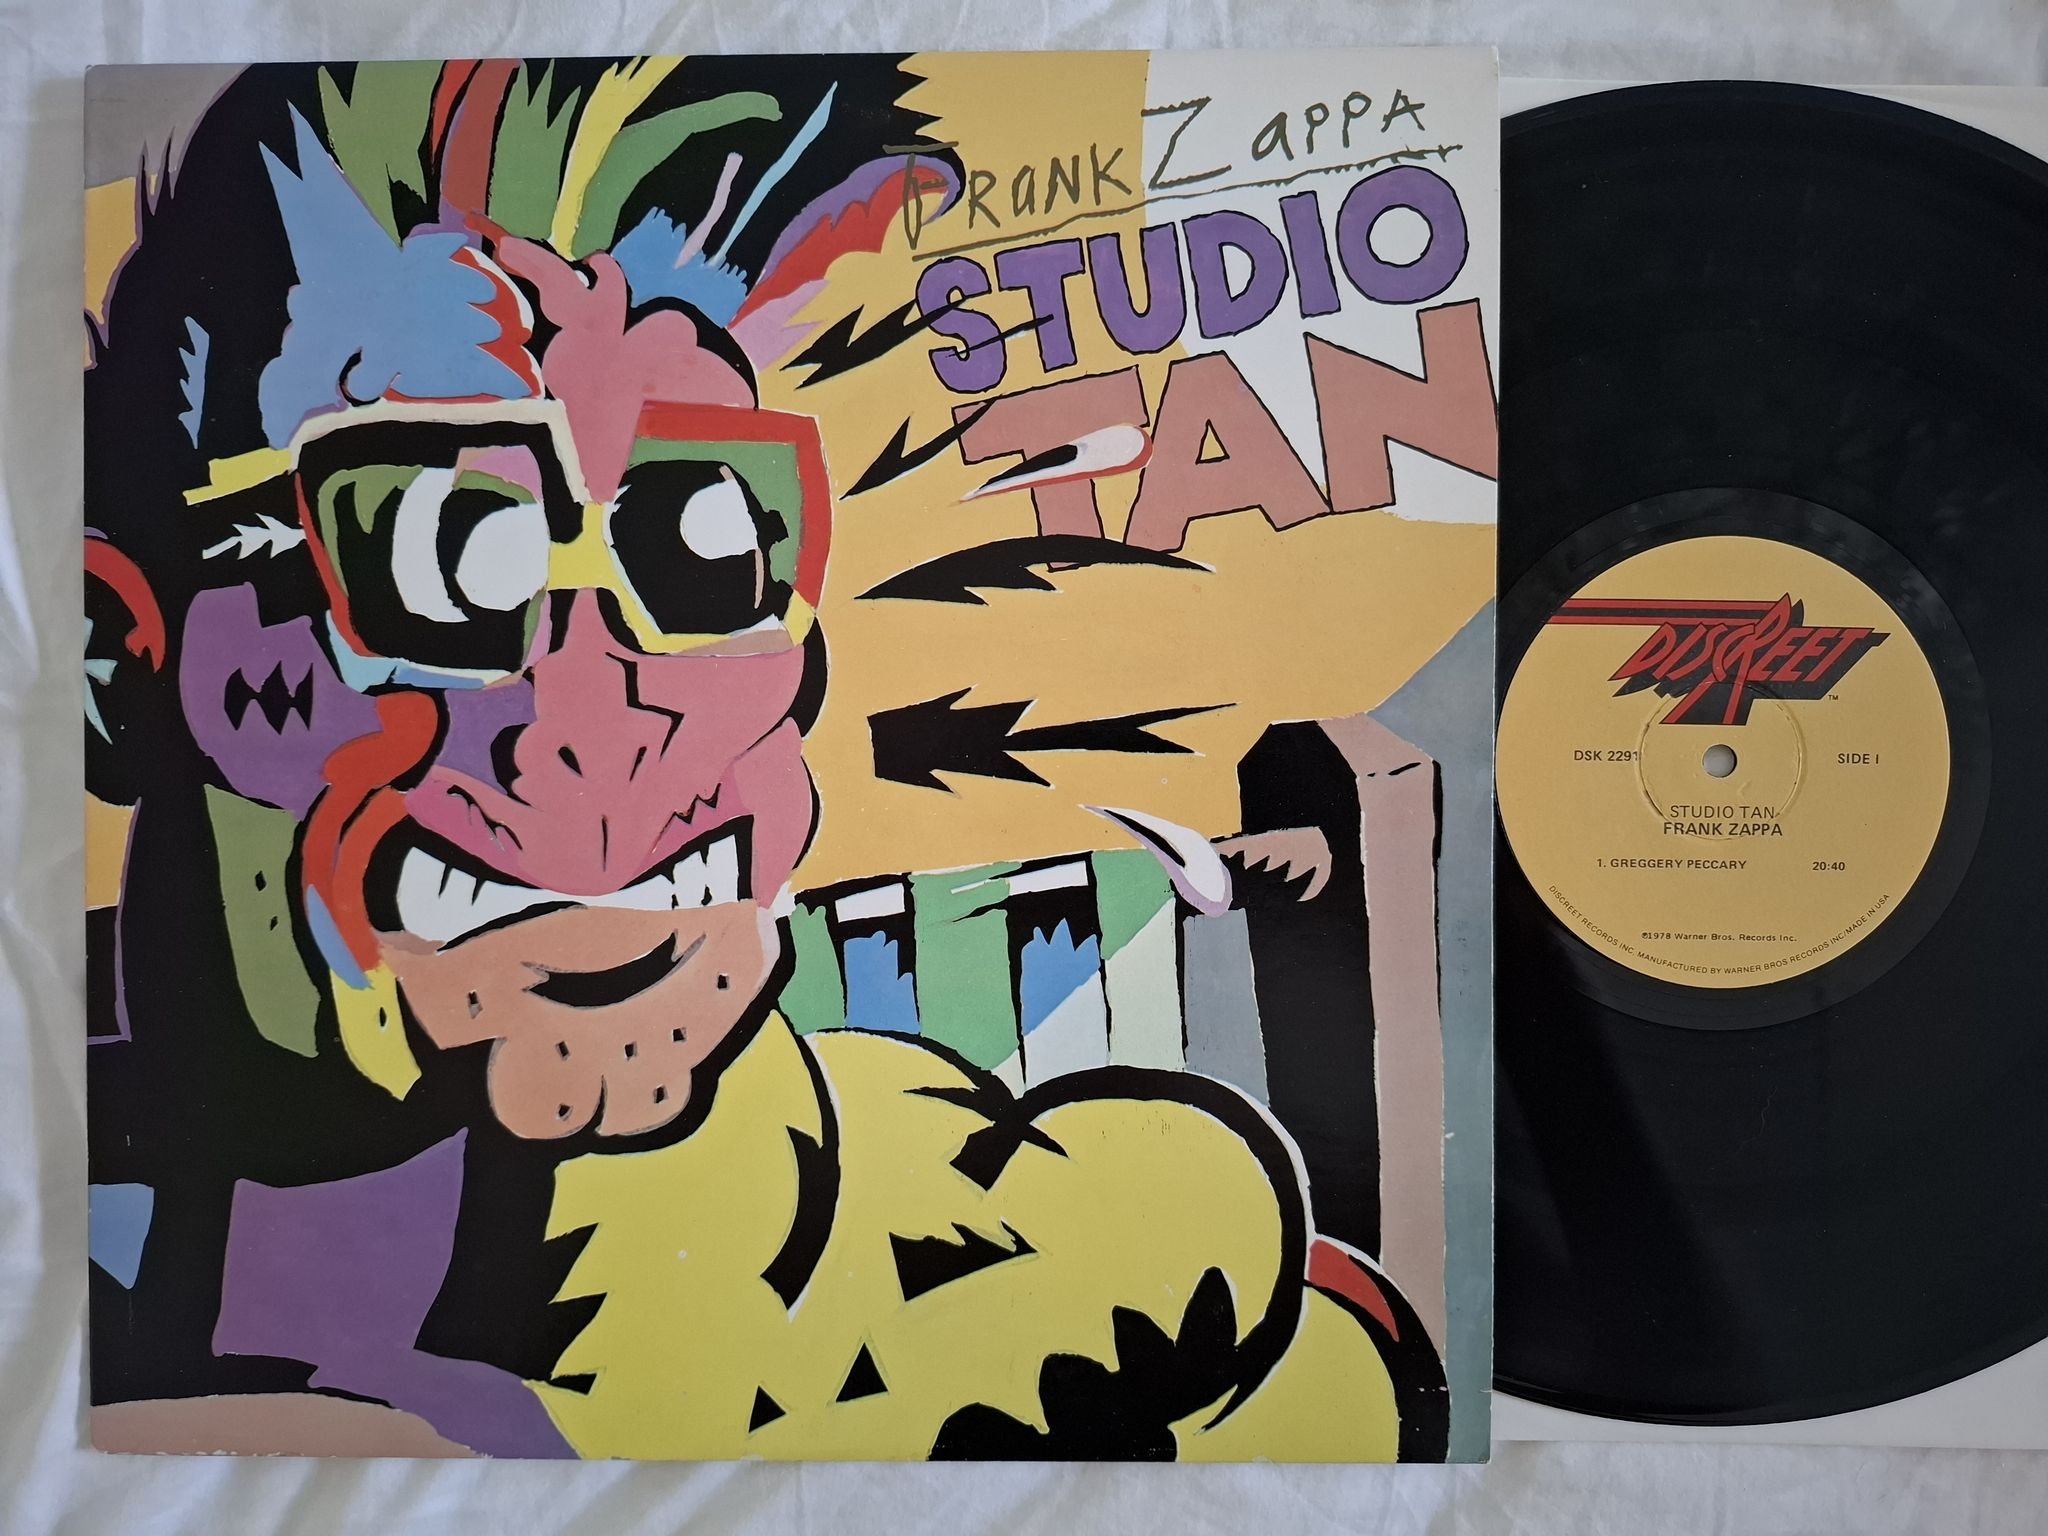 FRANK ZAPPA
STUDIO
TAN
DISCREET
TM
DSK 2291
SIDE I
STUDIO TAN
FRANK ZAPPA
1. GREGGERY PECCARY 20:40
℗1978 Warner Bros. Records Inc.
DISCREET RECORDS INC. MANUFACTURED BY WARNER BROS RECORDS INC/MADE IN USA